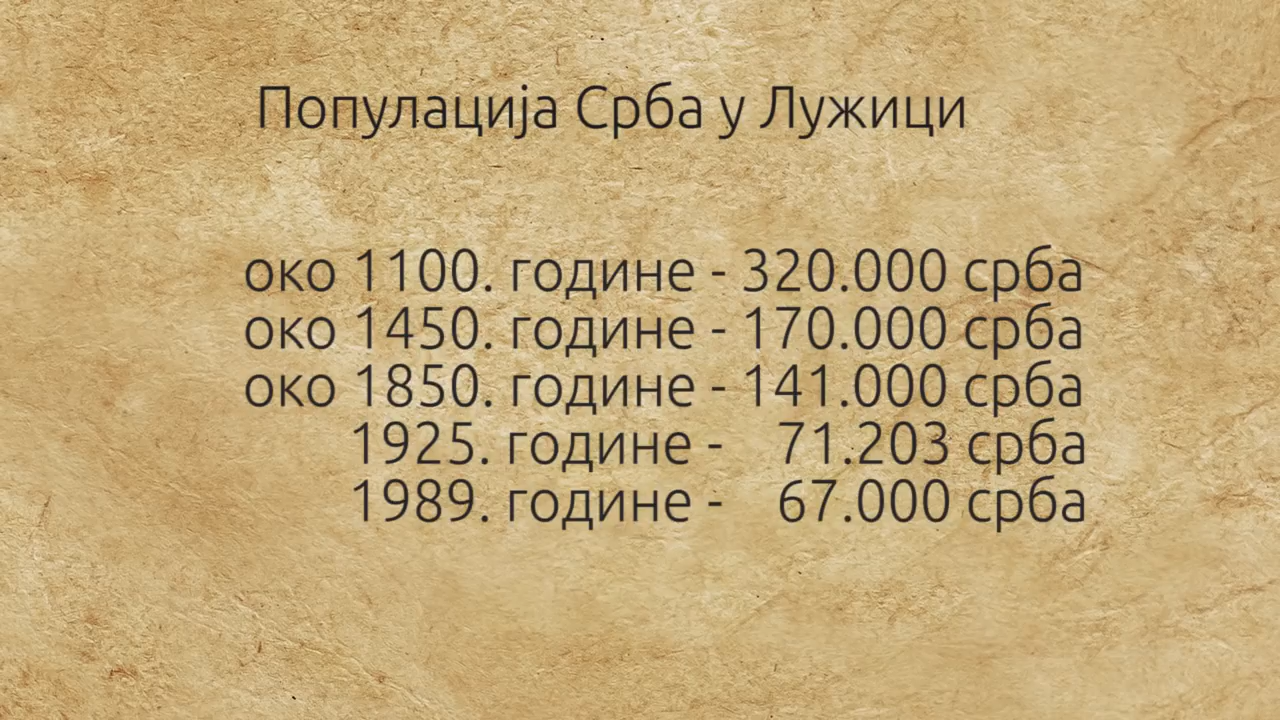 Популација Срба у Лужици
око 1100. године - 320.000 срба
око 1450. године - 170.000 срба
око 1850. године - 141.000 срба
1925. године - 71.203 срба
1989. године - 67.000 срба